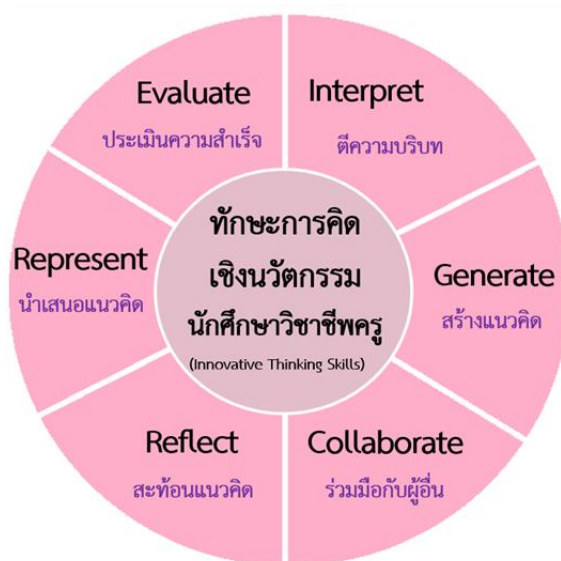 ทักษะการคิด
เชิงนวัตกรรม
นักศึกษาวิชาชีพครู
(Innovative Thinking Skills)
Interpret
ตีความบริบท
Generate
สร้างแนวคิด
Collaborate
ร่วมมือกับผู้อื่น
Reflect
สะท้อนแนวคิด
Represent
นำเสนอแนวคิด
Evaluate
ประเมินความสำเร็จ